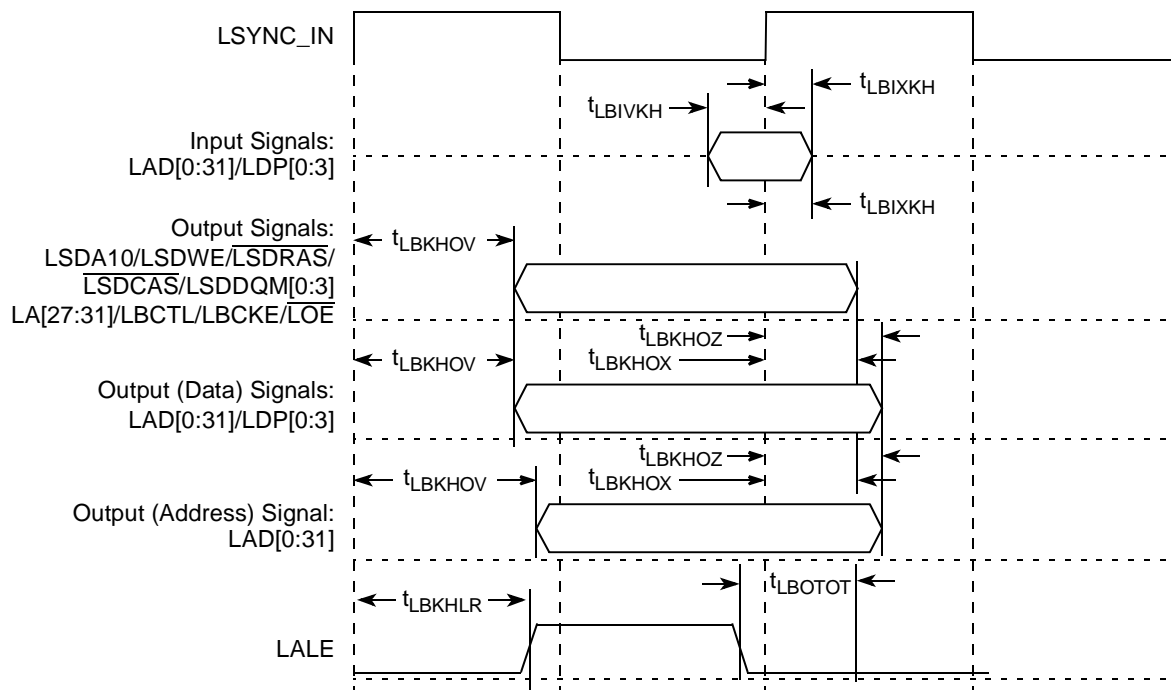 LSYNC_IN
tLBIXKH
tLBIVKH
Input Signals:
LAD[0:31]/LDP[0:3]
tLBIXKH
Output Signals:
LSDA10/LSDWE/LSDRAS/
LSDCAS/LSDDQM[0:3]
LA[27:31]/LBCTL/LBCKE/LOE
tLBKHOV
tLBKHOZ
tLBKHOX
tLBKHOV
Output (Data) Signals:
LAD[0:31]/LDP[0:3]
tLBKHOZ
tLBKHOX
tLBKHOV
Output (Address) Signal:
LAD[0:31]
tLBOTOT
tLBKHLR
LALE